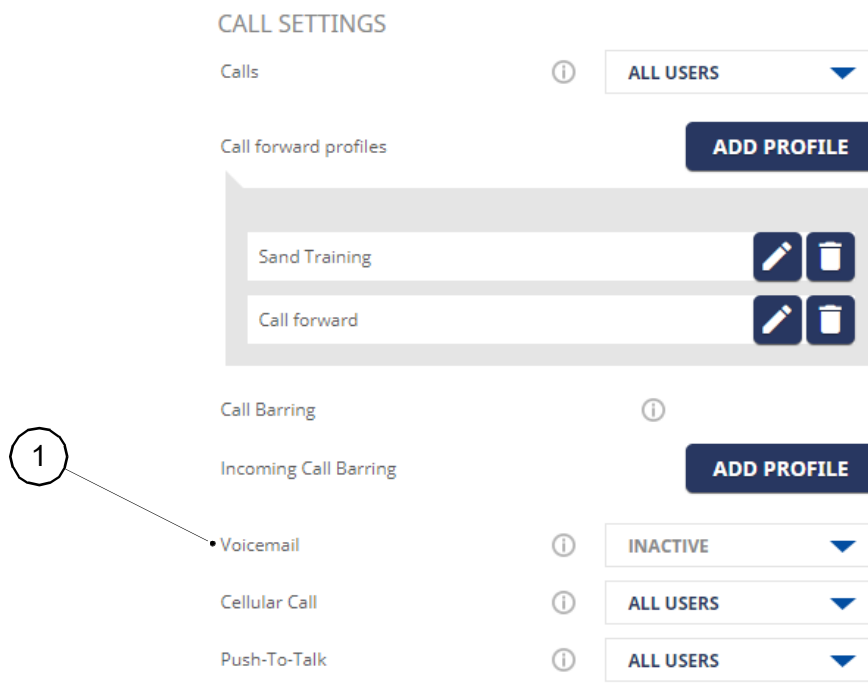 CALL SETTINGS
Calls ALL USERS
Call forward profiles ADD PROFILE
Sand Training
Call forward
Call Barring
1
Incoming Call Barring ADD PROFILE
Voicemail INACTIVE
Cellular Call ALL USERS
Push-To-Talk ALL USERS